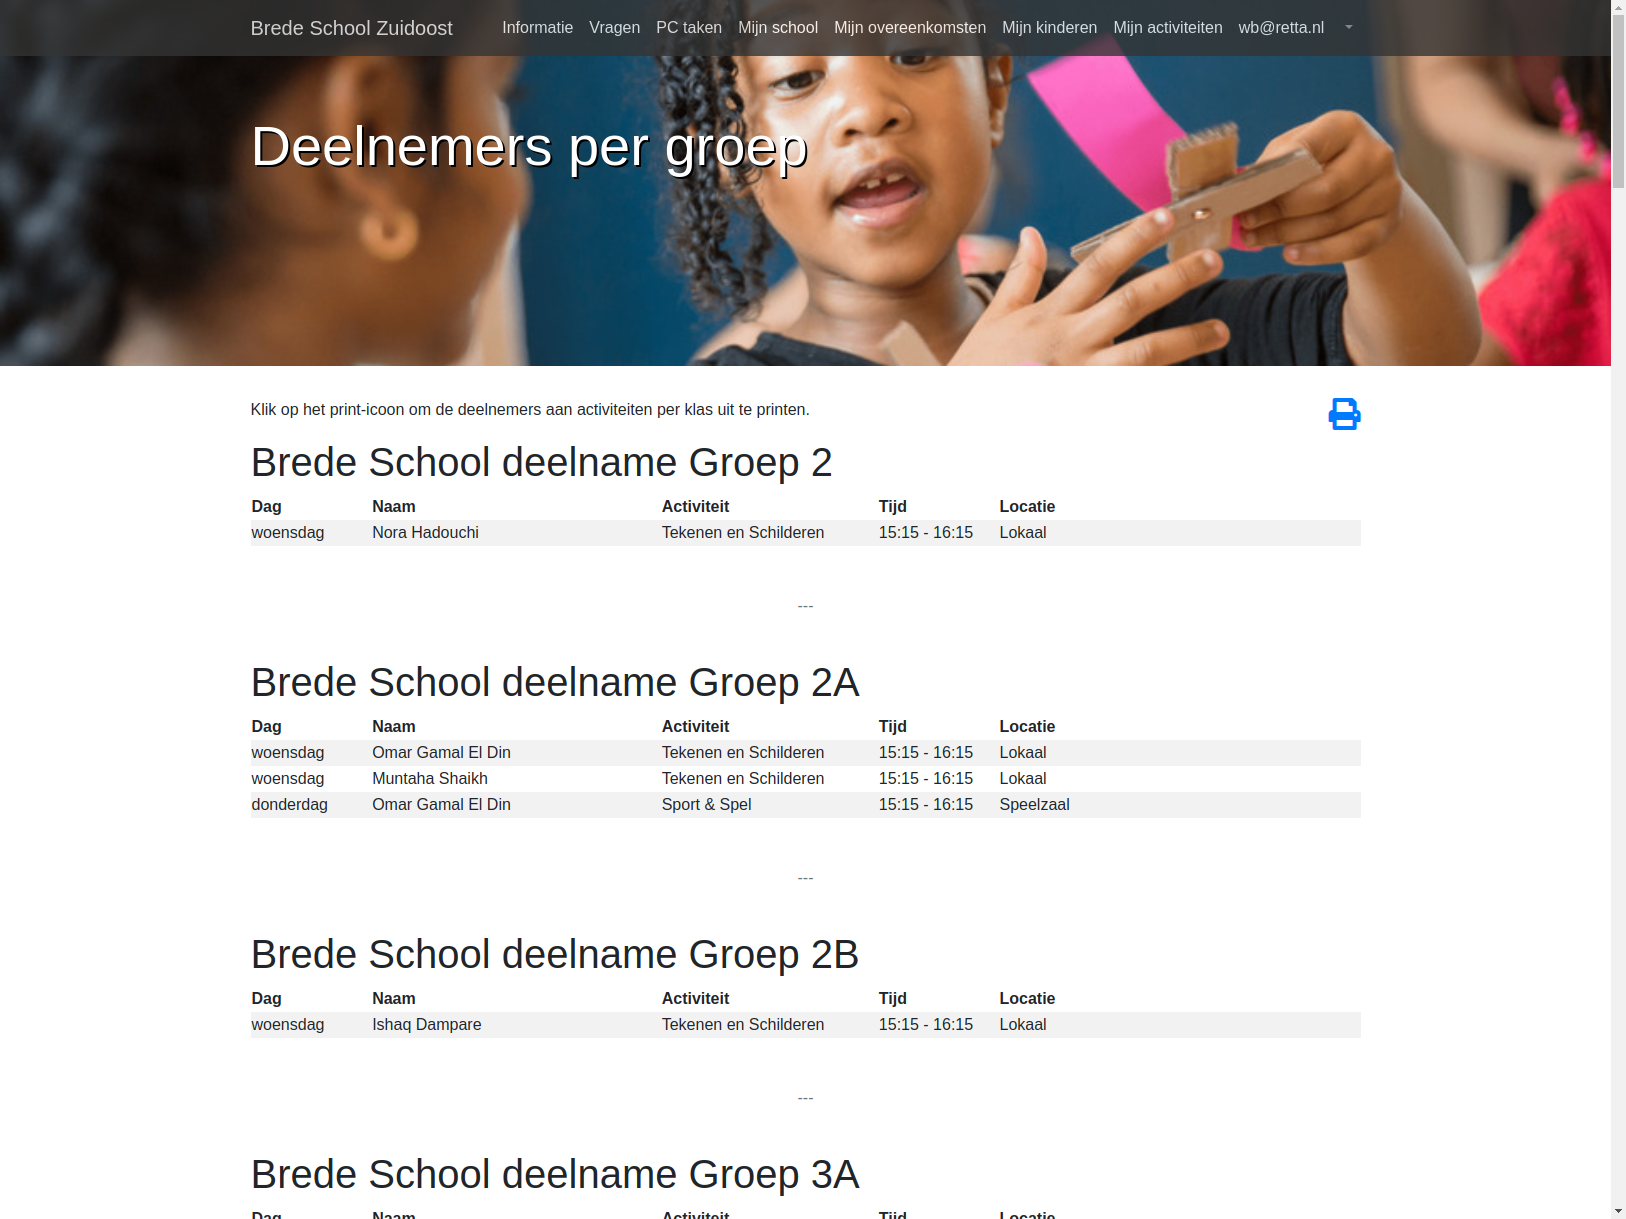 Brede School Zuidoost Informatie Vragen PC taken Mijn school Mijn overeenkomsten Mijn kinderen Mijn activiteiten wb@retta.nl
Deelnemers per groep
Klik op het print-icoon om de deelnemers aan activiteiten per klas uit te printen.
Brede School deelname Groep 2
Dag Naam Activiteit Tijd Locatie
woensdag Nora Hadouchi Tekenen en Schilderen 15:15 - 16:15 Lokaal
---
Brede School deelname Groep 2A
Dag Naam Activiteit Tijd Locatie
woensdag Omar Gamal El Din Tekenen en Schilderen 15:15 - 16:15 Lokaal
woensdag Muntaha Shaikh Tekenen en Schilderen 15:15 - 16:15 Lokaal
donderdag Omar Gamal El Din Sport & Spel 15:15 - 16:15 Speelzaal
---
Brede School deelname Groep 2B
Dag Naam Activiteit Tijd Locatie
woensdag Ishaq Dampare Tekenen en Schilderen 15:15 - 16:15 Lokaal
---
Brede School deelname Groep 3A
Dag Naam Activiteit Tijd Locatie